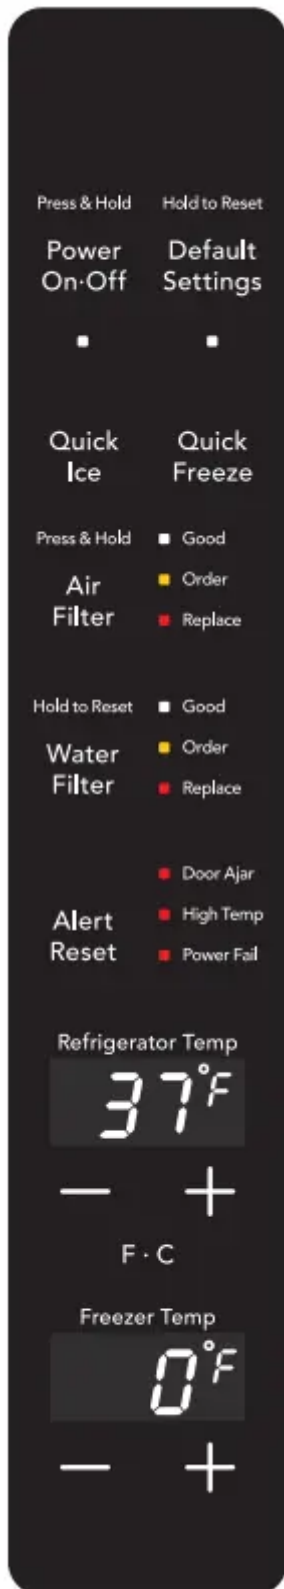 Press & Hold
Hold to Reset
Power
On·Off
Default
Settings
Quick
Ice
Quick
Freeze
Press & Hold
Air
Filter
Good
Order
Replace
Hold to Reset
Water
Filter
Good
Order
Replace
Alert
Reset
Door Ajar
High Temp
Power Fail
Refrigerator Temp
37°F
− +
F · C
Freezer Temp
0°F
− +